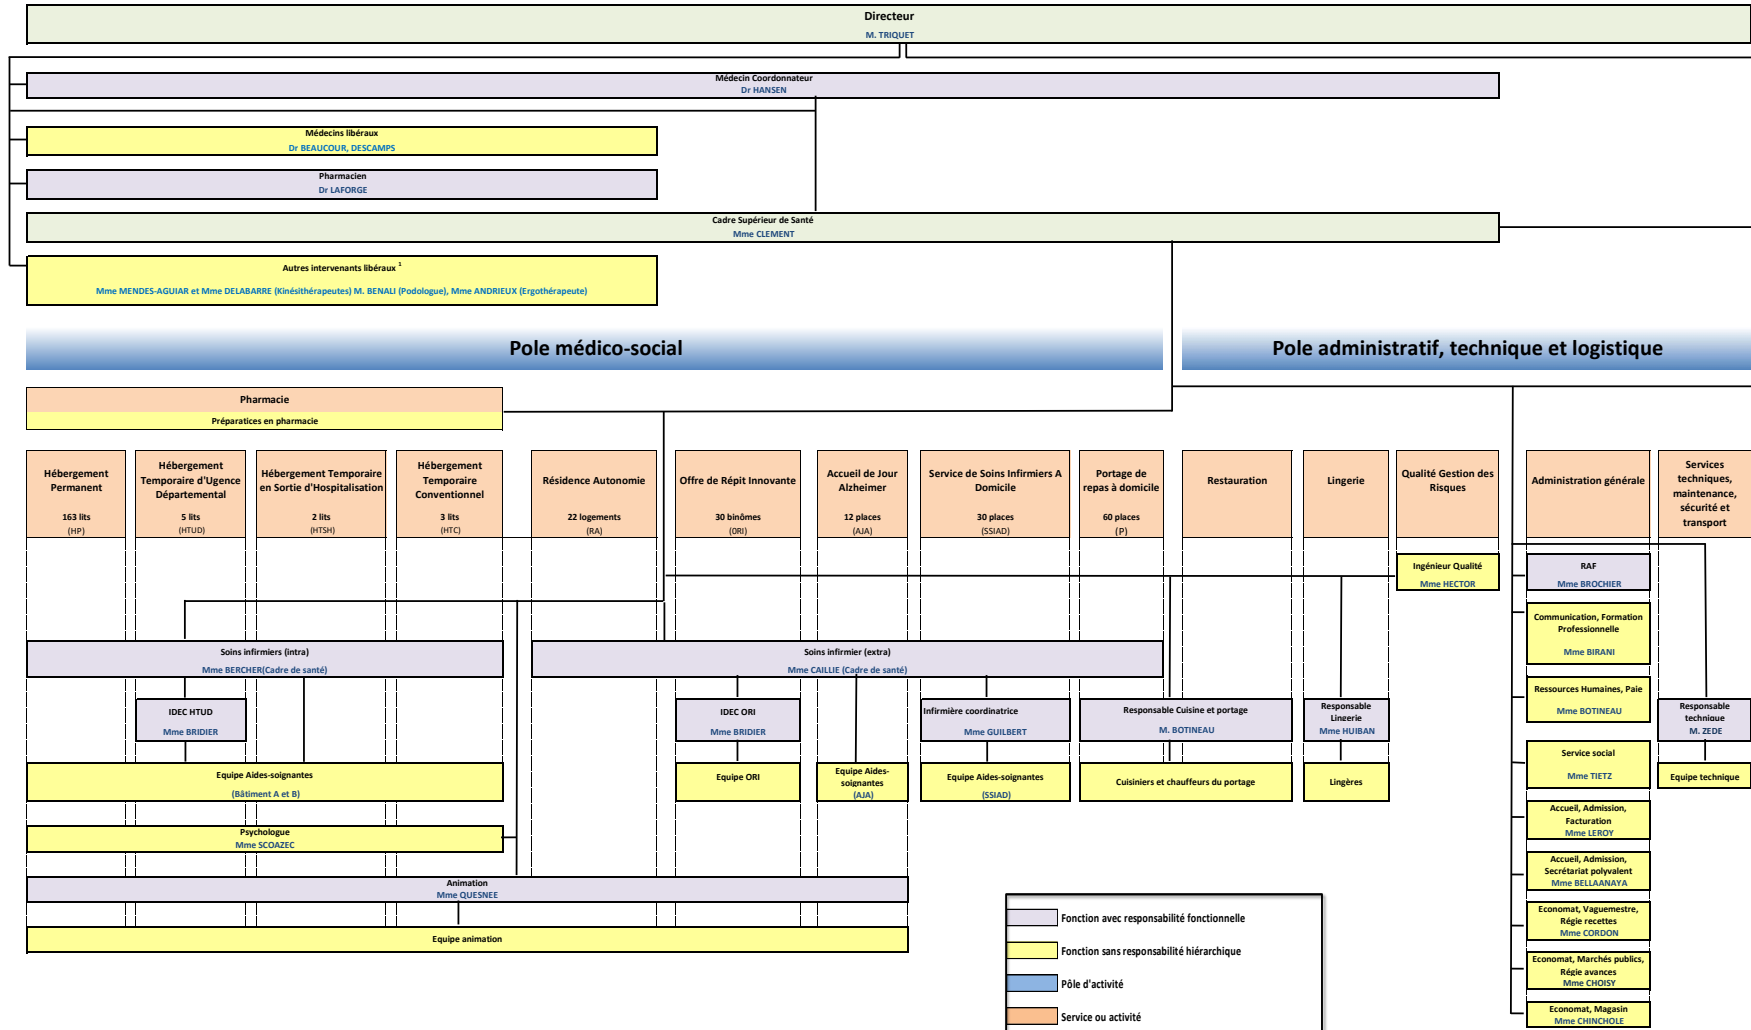 Directeur
M. TRIQUET
Médecin Coordonnateur
Dr HANSEN
Médecins libéraux
Dr BEAUCOUR, DESCAMPS
Pharmacien
Dr LAFORGE
Cadre Supérieur de Santé
Mme CLEMENT
Autres intervenants libéraux 1
Mme MENDES-AGUIAR et Mme DELABARRE (Kinésithérapeutes) M. BENALI (Podologue), Mme ANDRIEUX (Ergothérapeute)
Pole médico-social
Pole administratif, technique et logistique
Pharmacie
Préparatices en pharmacie
Hébergement
Permanent
163 lits
(HP)
Hébergement
Temporaire d'Ugence
Départemental
5 lits
(HTUD)
Hébergement Temporaire
en Sortie d'Hospitalisation
2 lits
(HTSH)
Hébergement
Temporaire
Conventionnel
3 lits
(HTC)
Résidence Autonomie
22 logements
(RA)
Offre de Répit Innovante
30 binômes
(ORI)
Accueil de Jour
Alzheimer
12 places
(AJA)
Service de Soins Infirmiers A
Domicile
30 places
(SSIAD)
Portage de
repas à domicile
60 places
(P)
Restauration
Lingerie
Qualité Gestion des
Risques
Administration générale
Services
techniques,
maintenance,
sécurité et
transport
Ingénieur Qualité
Mme HECTOR
RAF
Mme BROCHIER
Communication, Formation
Professionnelle
Mme BIRANI
Soins infirmiers (intra)
Mme BERCHER(Cadre de santé)
Soins infirmier (extra)
Mme CAILLIE (Cadre de santé)
Ressources Humaines, Paie
Mme BOTINEAU
IDEC HTUD
Mme BRIDIER
IDEC ORI
Mme BRIDIER
Infirmière coordinatrice
Mme GUILBERT
Responsable Cuisine et portage
M. BOTINEAU
Responsable
Lingerie
Mme HUIBAN
Responsable
technique
M. ZEDE
Equipe Aides-soignantes
(Bâtiment A et B)
Equipe ORI
Equipe Aides-
soignantes
(AJA)
Equipe Aides-soignantes
(SSIAD)
Cuisiniers et chauffeurs du portage
Lingères
Service social
Mme TIETZ
Equipe technique
Accueil, Admission,
Facturation
Mme LEROY
Psychologue
Mme SCOAZEC
Accueil, Admission,
Secrétariat polyvalent
Mme BELLAANAYA
Animation
Mme QUESNEE
Economat, Vaguemestre,
Régie recettes
Mme CORDON
Equipe animation
Economat, Marchés publics,
Régie avances
Mme CHOISY
Economat, Magasin
Mme CHINCHOLE
Fonction avec responsabilité fonctionnelle
Fonction sans responsabilité hiérarchique
Pôle d'activité
Service ou activité